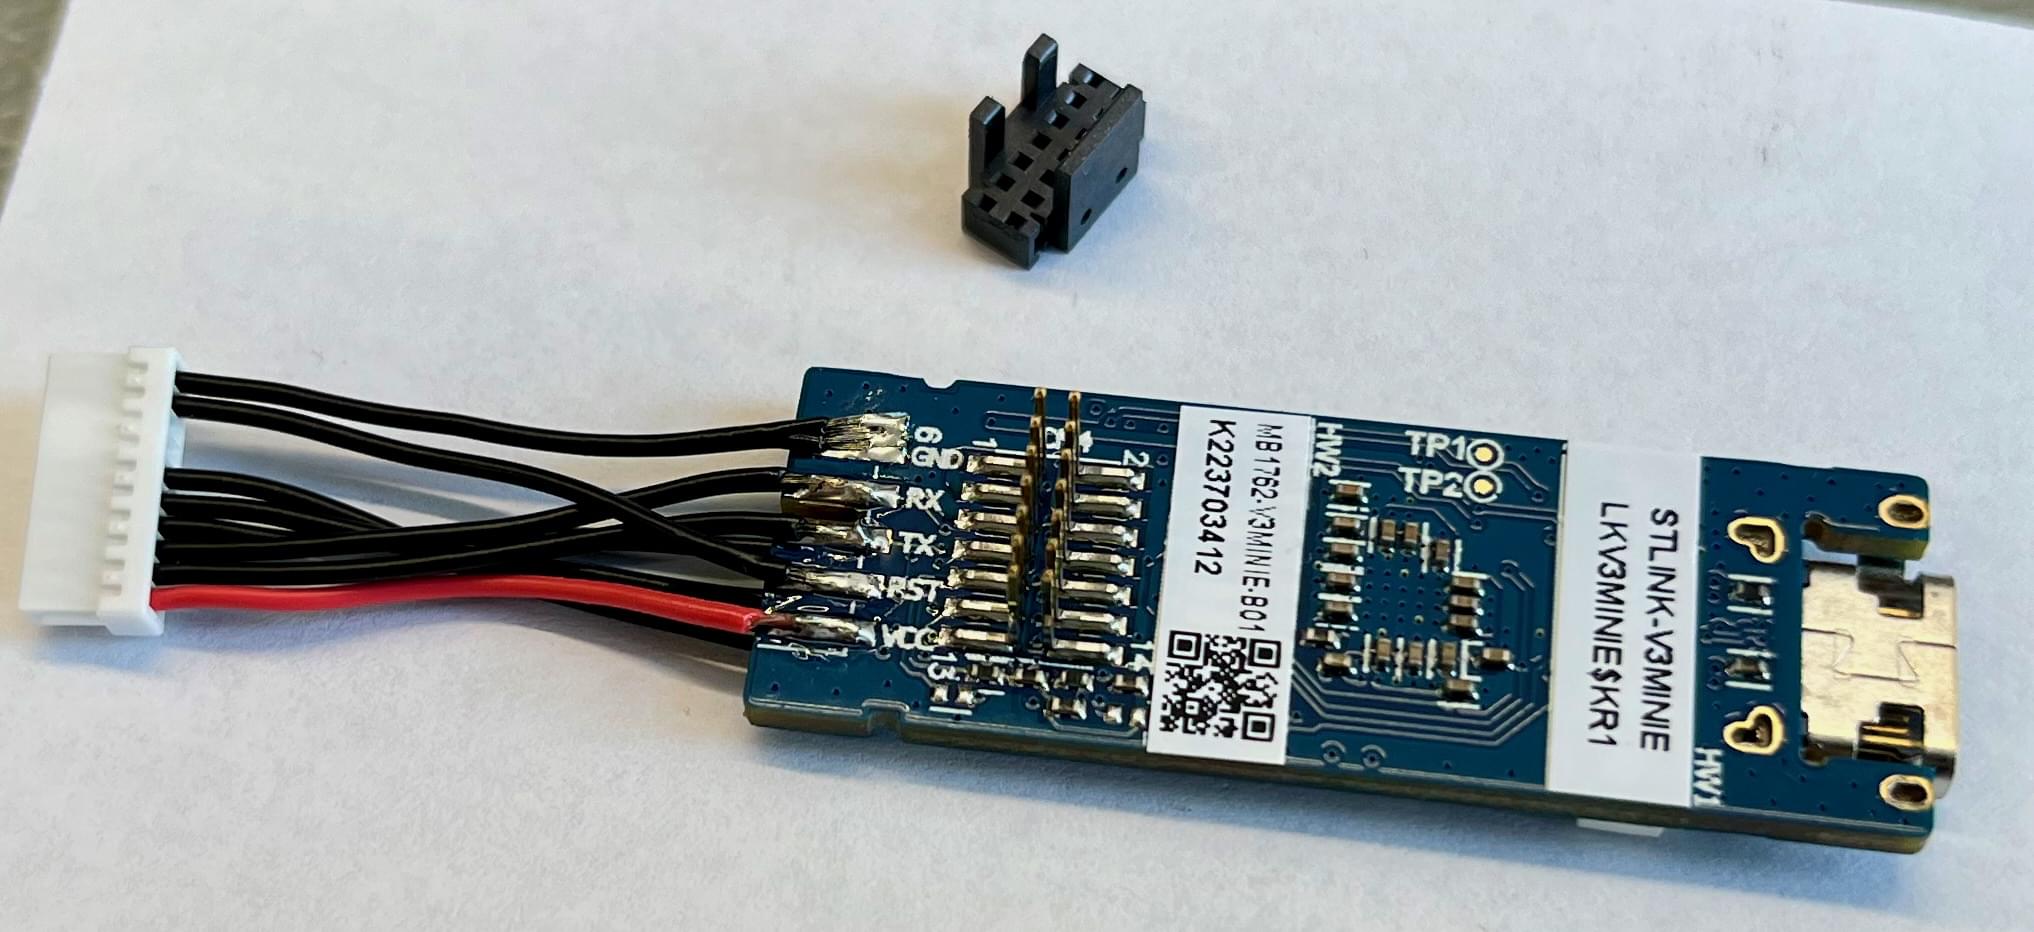 6
GND
RX
TX
RST
VCC
1
2
13
14
MB1762-V3MINIE-B01
K223703412
HW2
TP1
TP2
STLINK-V3MINIE
LKV3MINIE$KR1
HW1